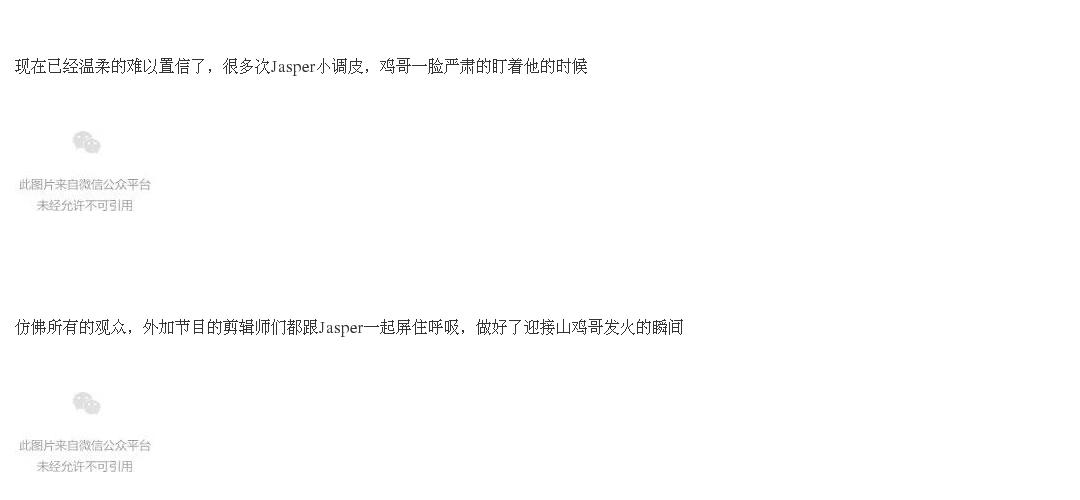 现在已经温柔的难以置信了，很多次Jasper小调皮，鸡哥一脸严肃的盯着他的时候
此图片来自微信公众平台
未经允许不可引用
仿佛所有的观众，外加节目的剪辑师们都跟Jasper一起屏住呼吸，做好了迎接山鸡哥发火的瞬间
此图片来自微信公众平台
未经允许不可引用